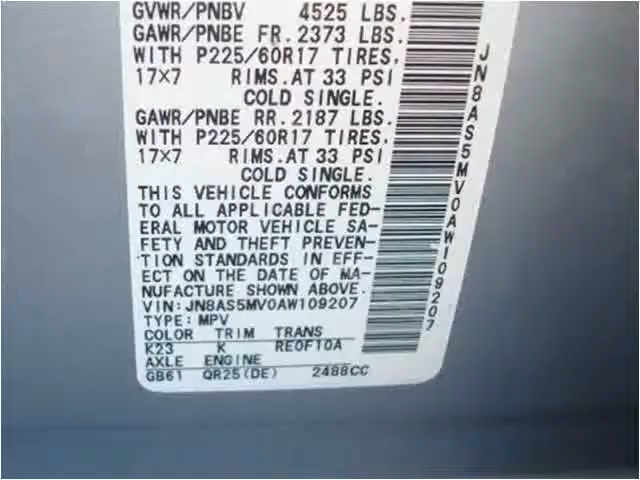 GVWR/PNBV 4525 LBS.
GAWR/PNBE FR.2373 LBS.
WITH P225/60R17 TIRES,
17×7 RIMS.AT 33 PSI
COLD SINGLE.
GAWR/PNBE RR.2187 LBS.
WITH P225/60R17 TIRES,
17×7 RIMS.AT 33 PSI
COLD SINGLE.
THIS VEHICLE CONFORMS
TO ALL APPLICABLE FED-
ERAL MOTOR VEHICLE SA-
FETY AND THEFT PREVEN-
TION STANDARDS IN EFF-
ECT ON THE DATE OF MA-
NUFACTURE SHOWN ABOVE.
VIN:JN8AS5MV0AW109207
TYPE:MPV
COLOR TRIM TRANS
K23 K RE0F10A
AXLE ENGINE
GB61 QR25(DE) 2488CC
JN8AS5MV0AW109207